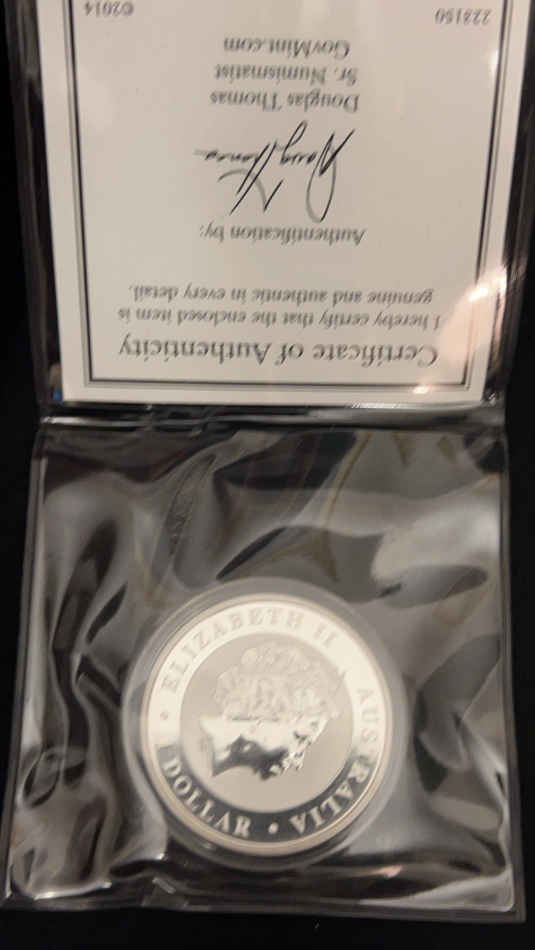 Certificate of Authenticity
I hereby certify that the enclosed item is
genuine and authentic in every detail.
Authentification by:
Douglas Thomas
Sr. Numismatist
GovMint.com
©2014
223150
ELIZABETH II AUSTRALIA • 1 DOLLAR •